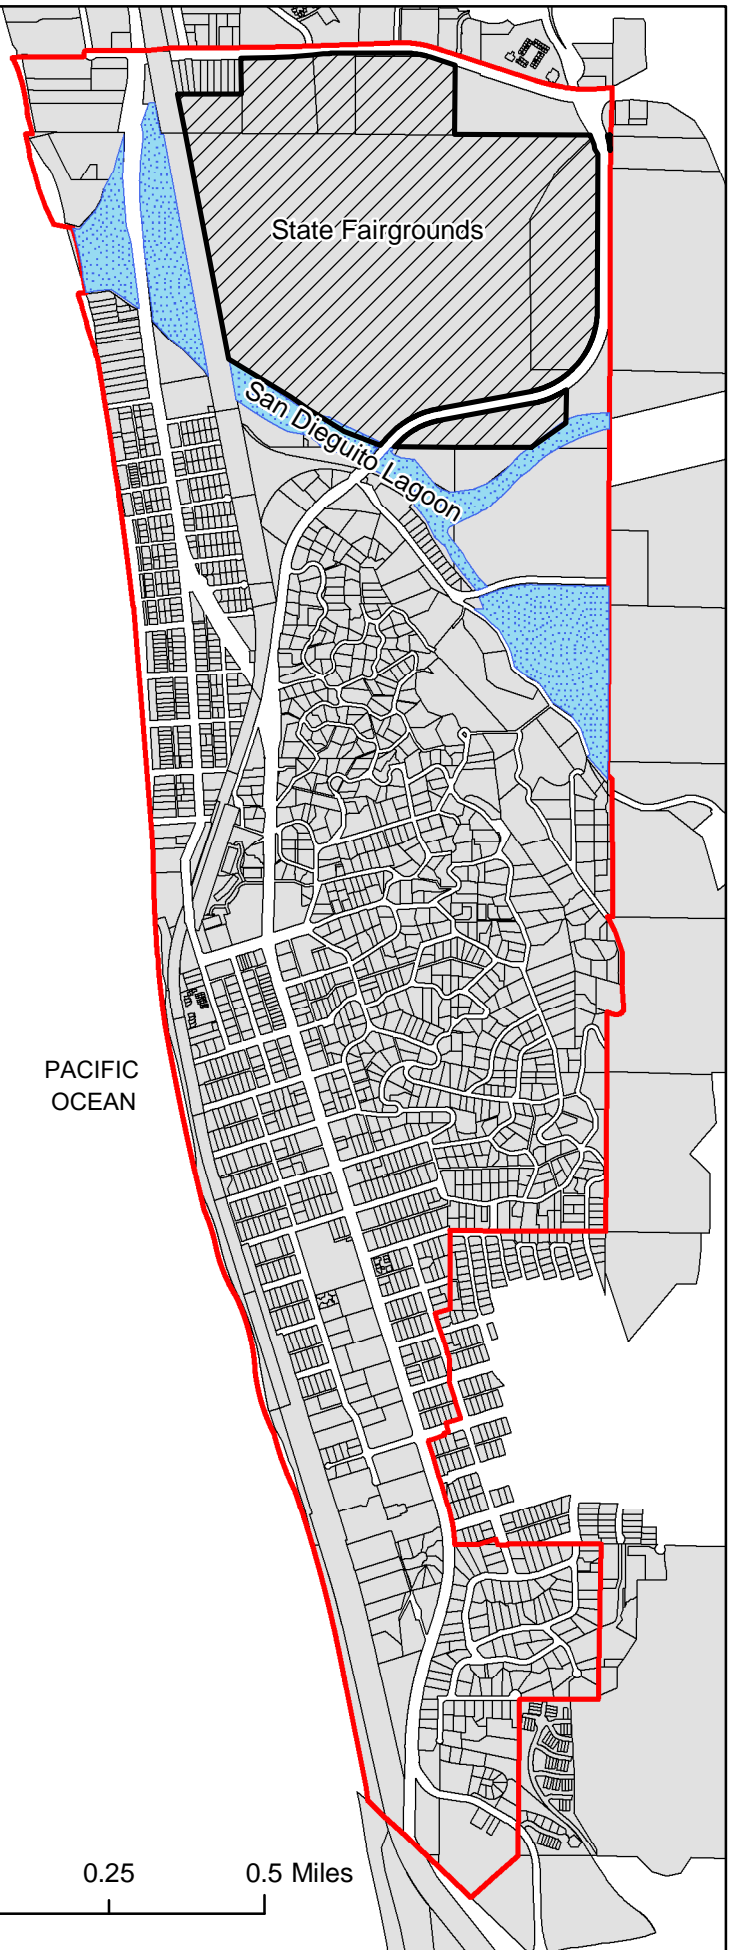 State Fairgrounds
San Dieguito Lagoon
PACIFIC
OCEAN
0.25 0.5 Miles